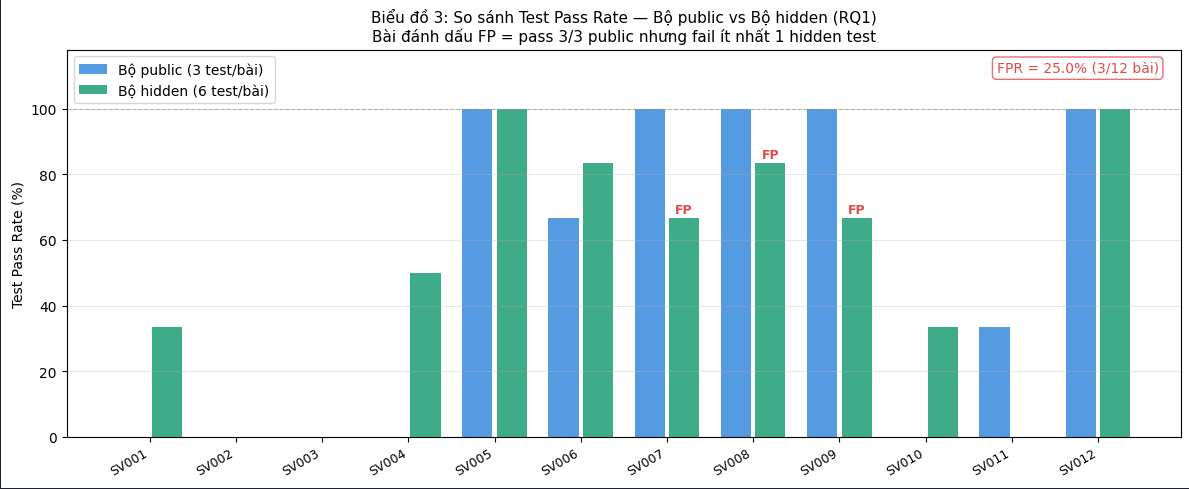 Biểu đồ 3: So sánh Test Pass Rate — Bộ public vs Bộ hidden (RQ1)
Bài đánh dấu FP = pass 3/3 public nhưng fail ít nhất 1 hidden test
Bộ public (3 test/bài)
Bộ hidden (6 test/bài)
FPR = 25.0% (3/12 bài)
Test Pass Rate (%)
100
80
60
40
20
0
FP
FP
FP
SV001
SV002
SV003
SV004
SV005
SV006
SV007
SV008
SV009
SV010
SV011
SV012